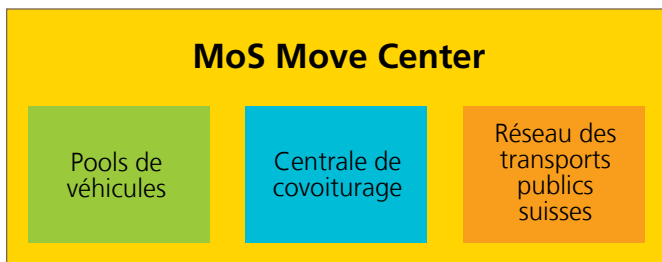 MoS Move Center
Pools de
véhicules
Centrale de
covoiturage
Réseau des
transports
publics
suisses